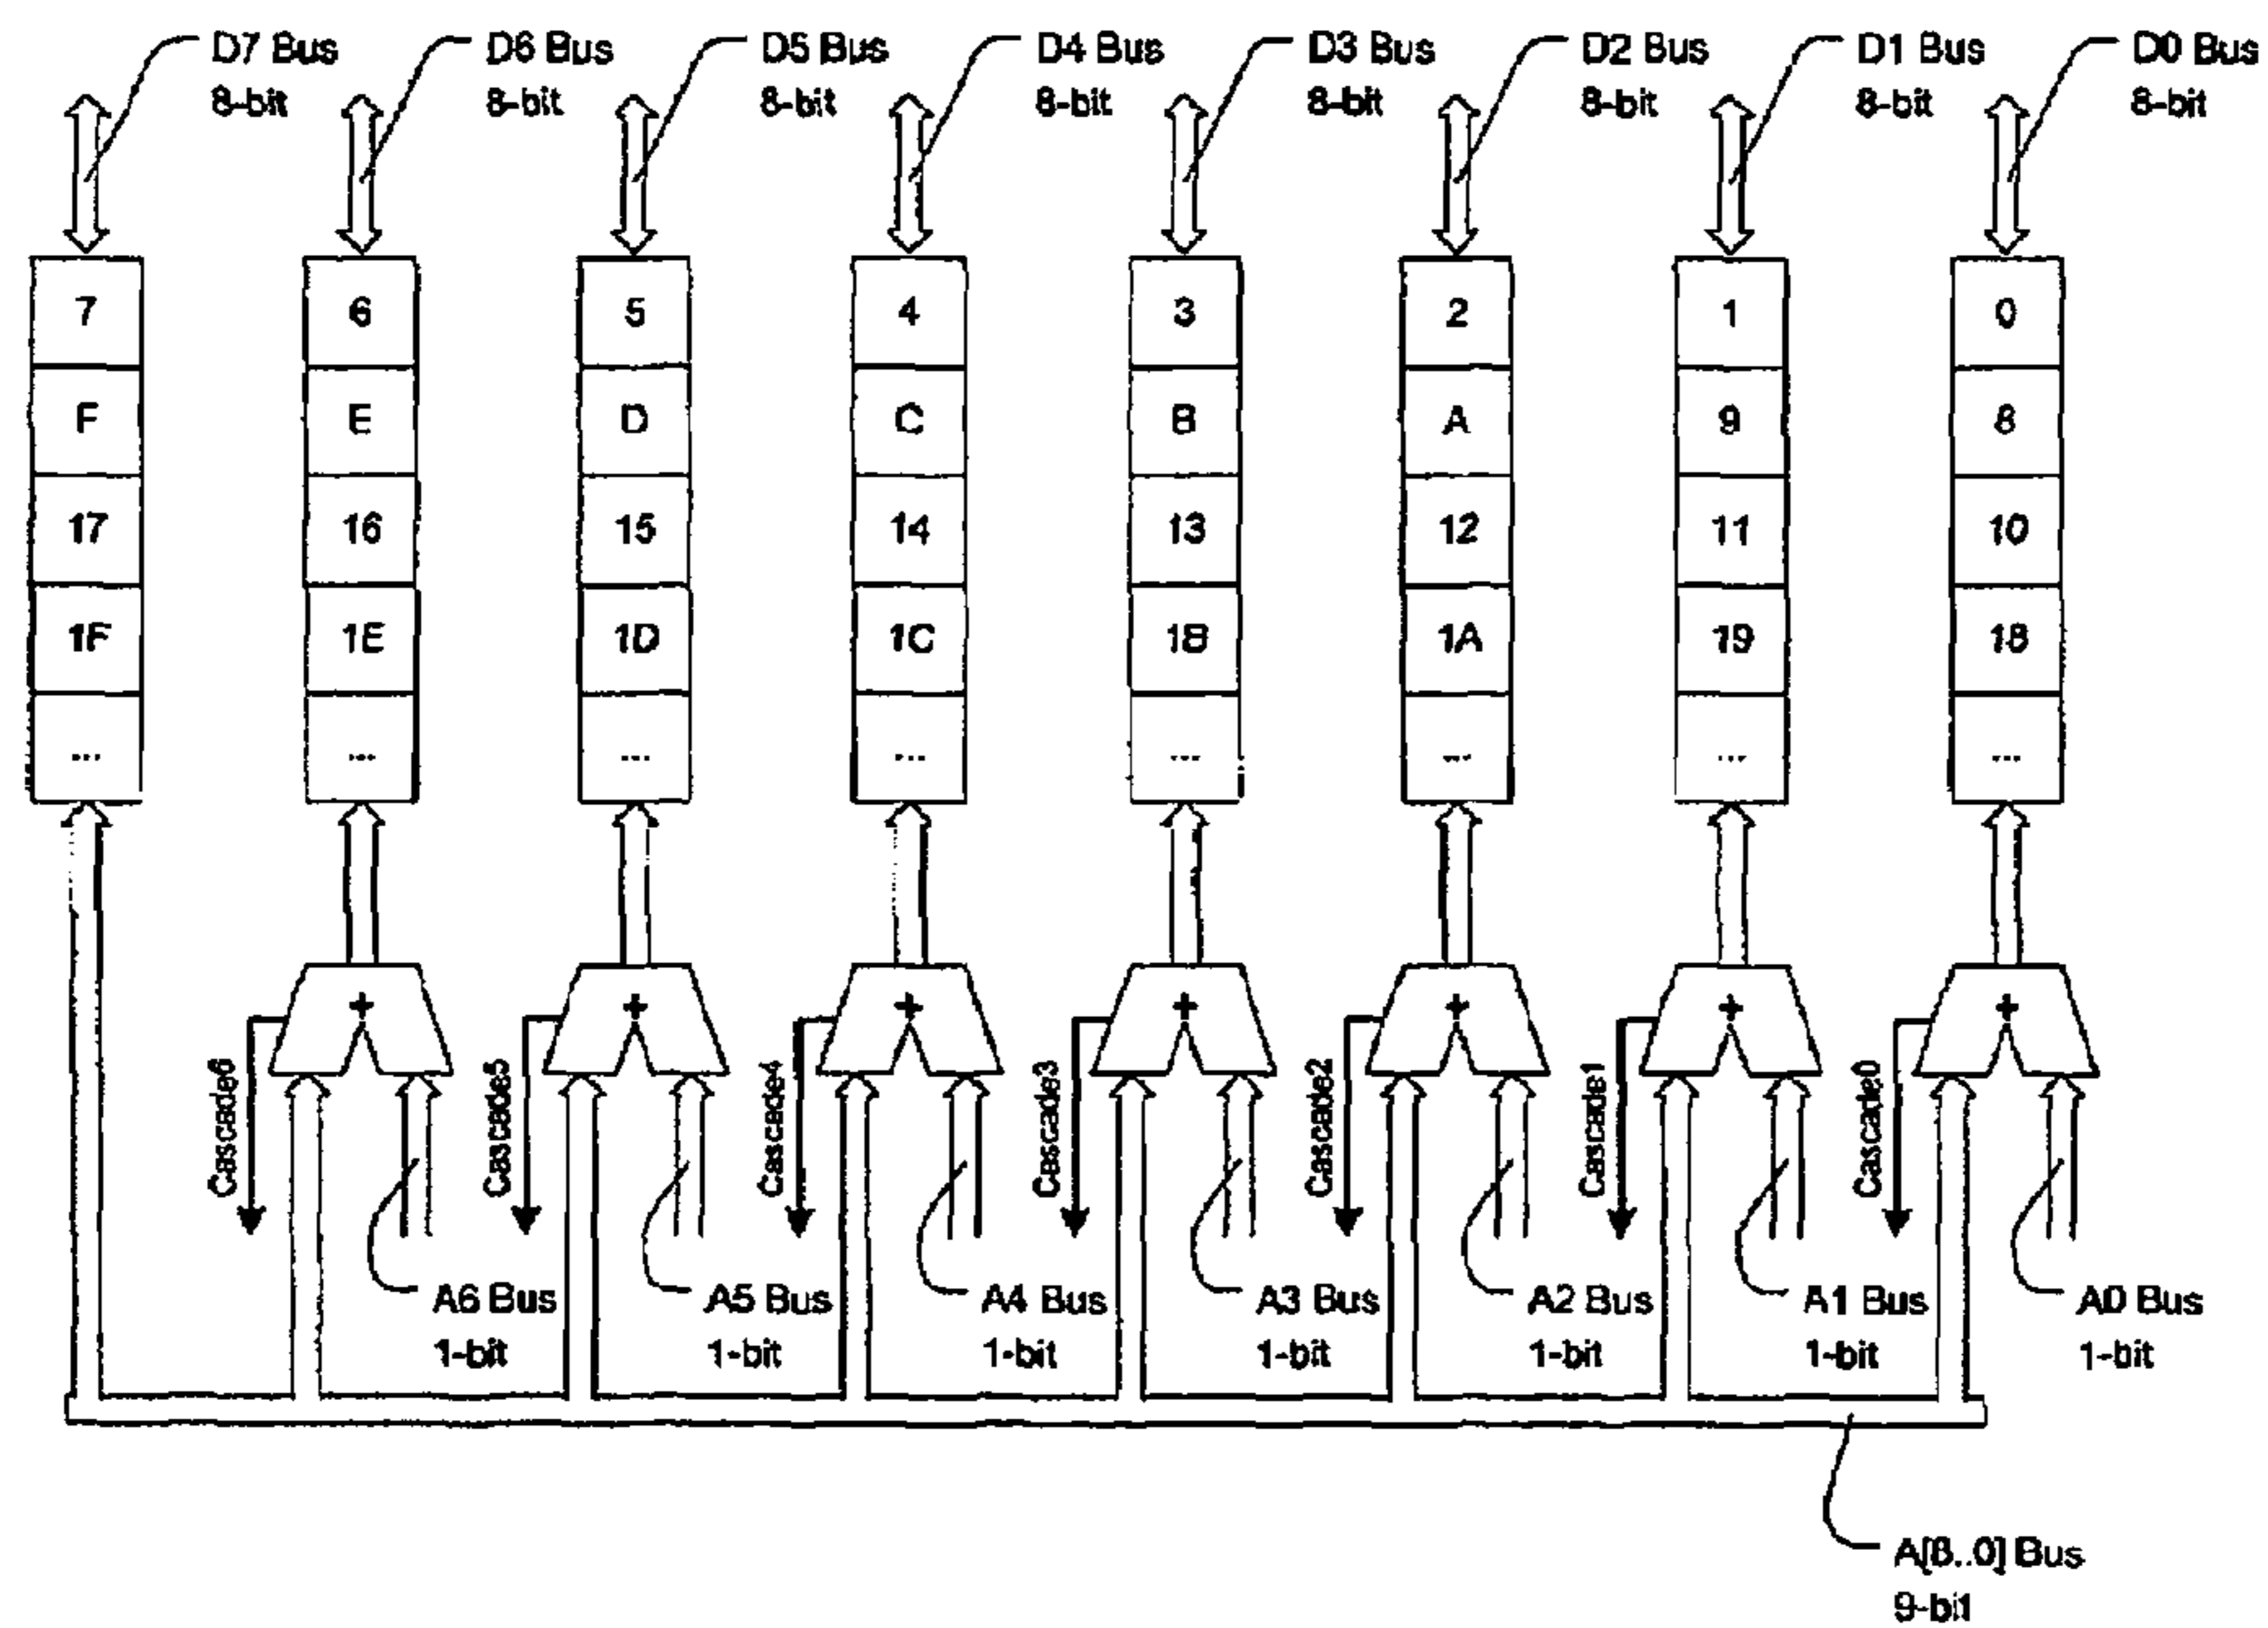 D7 Bus D6 Bus D5 Bus D4 Bus D3 Bus D2 Bus D1 Bus D0 Bus
8-bit 8-bit 8-bit 8-bit 8-bit 8-bit 8-bit 8-bit
7 6 5 4 3 2 1 0
F E D C B A 9 8
17 16 15 14 13 12 11 10
1F 1E 1D 1C 1B 1A 19 18
... ... ... ... ... ... ... ...
+ + + + + + +
Cascade6 Cascade5 Cascade4 Cascade3 Cascade2 Cascade1 Cascade0
A6 Bus A5 Bus A4 Bus A3 Bus A2 Bus A1 Bus A0 Bus
1-bit 1-bit 1-bit 1-bit 1-bit 1-bit 1-bit
A[8..0] Bus
9-bit